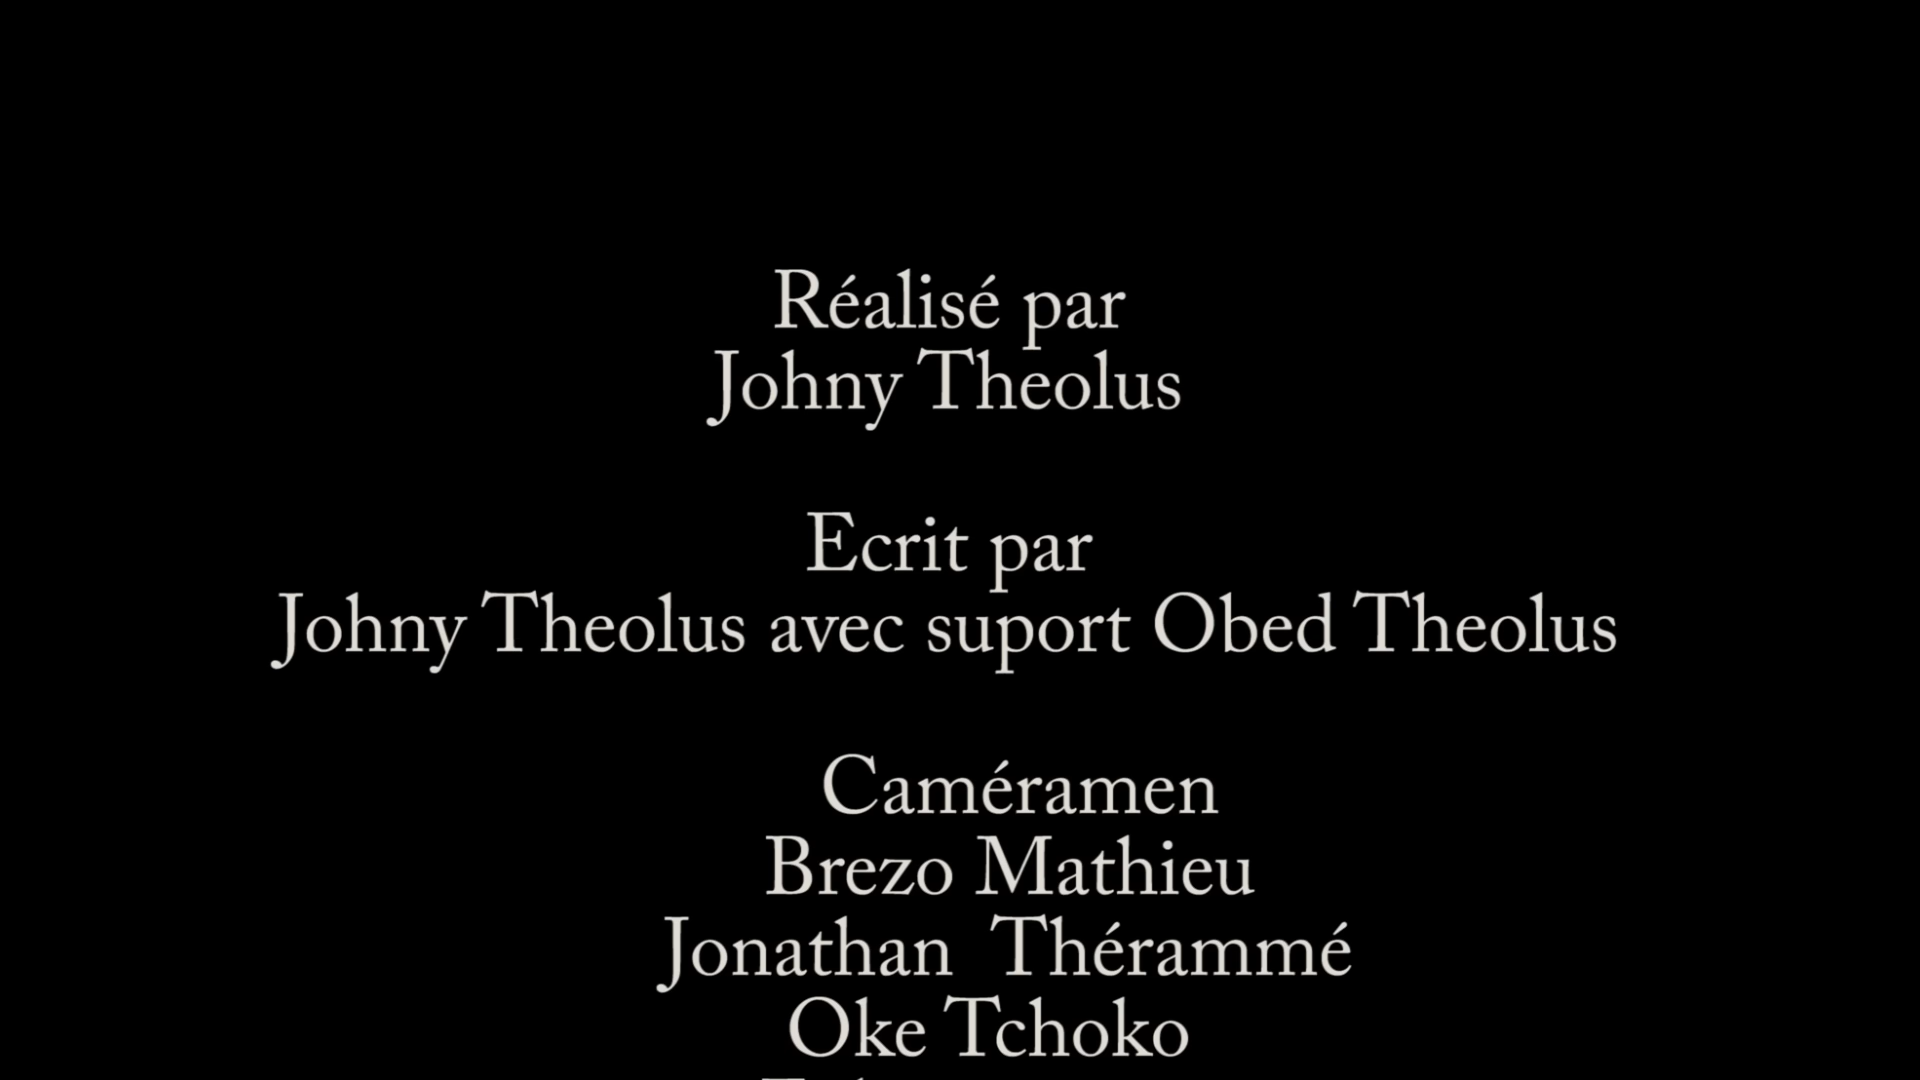 Réalisé par
Johny Theolus
Ecrit par
Johny Theolus avec suport Obed Theolus
Caméramen
Brezo Mathieu
Jonathan Thérammé
Oke Tchoko